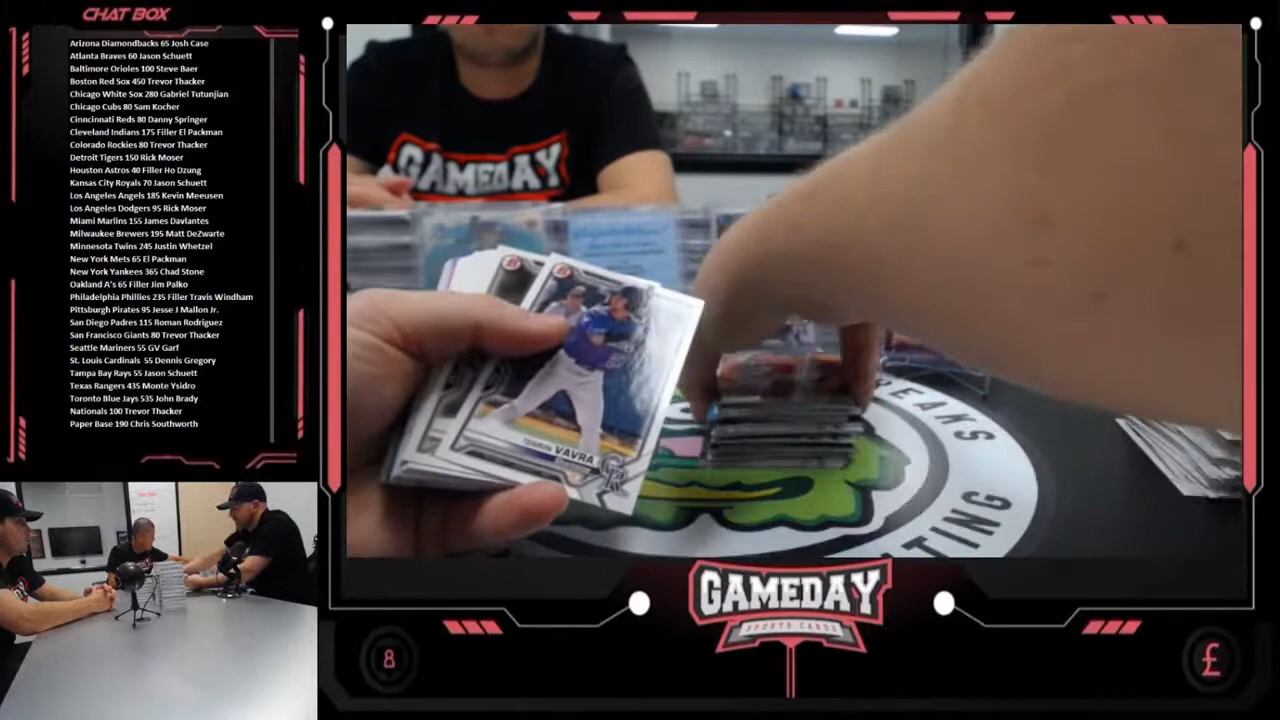 CHAT BOX
Arizona Diamondbacks 65 Josh Case
Atlanta Braves 60 Jason Schuett
Baltimore Orioles 100 Steve Baer
Boston Red Sox 450 Trevor Thacker
Chicago White Sox 280 Gabriel Tutunjian
Chicago Cubs 80 Sam Kocher
Cinncinnati Reds 80 Danny Springer
Cleveland Indians 175 Filler El Packman
Colorado Rockies 80 Trevor Thacker
Detroit Tigers 150 Rick Moser
Houston Astros 40 Filler Ho Dzung
Kansas City Royals 70 Jason Schuett
Los Angeles Angels 185 Kevin Meeusen
Los Angeles Dodgers 95 Rick Moser
Miami Marlins 155 James Davlantes
Milwaukee Brewers 195 Matt DeZwarte
Minnesota Twins 245 Justin Whetzel
New York Mets 65 El Packman
New York Yankees 365 Chad Stone
Oakland A's 65 Filler Jim Palko
Philadelphia Phillies 235 Filler Travis Windham
Pittsburgh Pirates 95 Jesse J Mallon Jr.
San Diego Padres 115 Roman Rodriguez
San Francisco Giants 80 Trevor Thacker
Seattle Mariners 55 GV Garf
St. Louis Cardinals 55 Dennis Gregory
Tampa Bay Rays 55 Jason Schuett
Texas Rangers 435 Monte Ysidro
Toronto Blue Jays 535 John Brady
Nationals 100 Trevor Thacker
Paper Base 190 Chris Southworth
GAMEDAY
VAVRA
CR
REAKS
TING
GAMEDAY
SPORTS CARDS
8
£